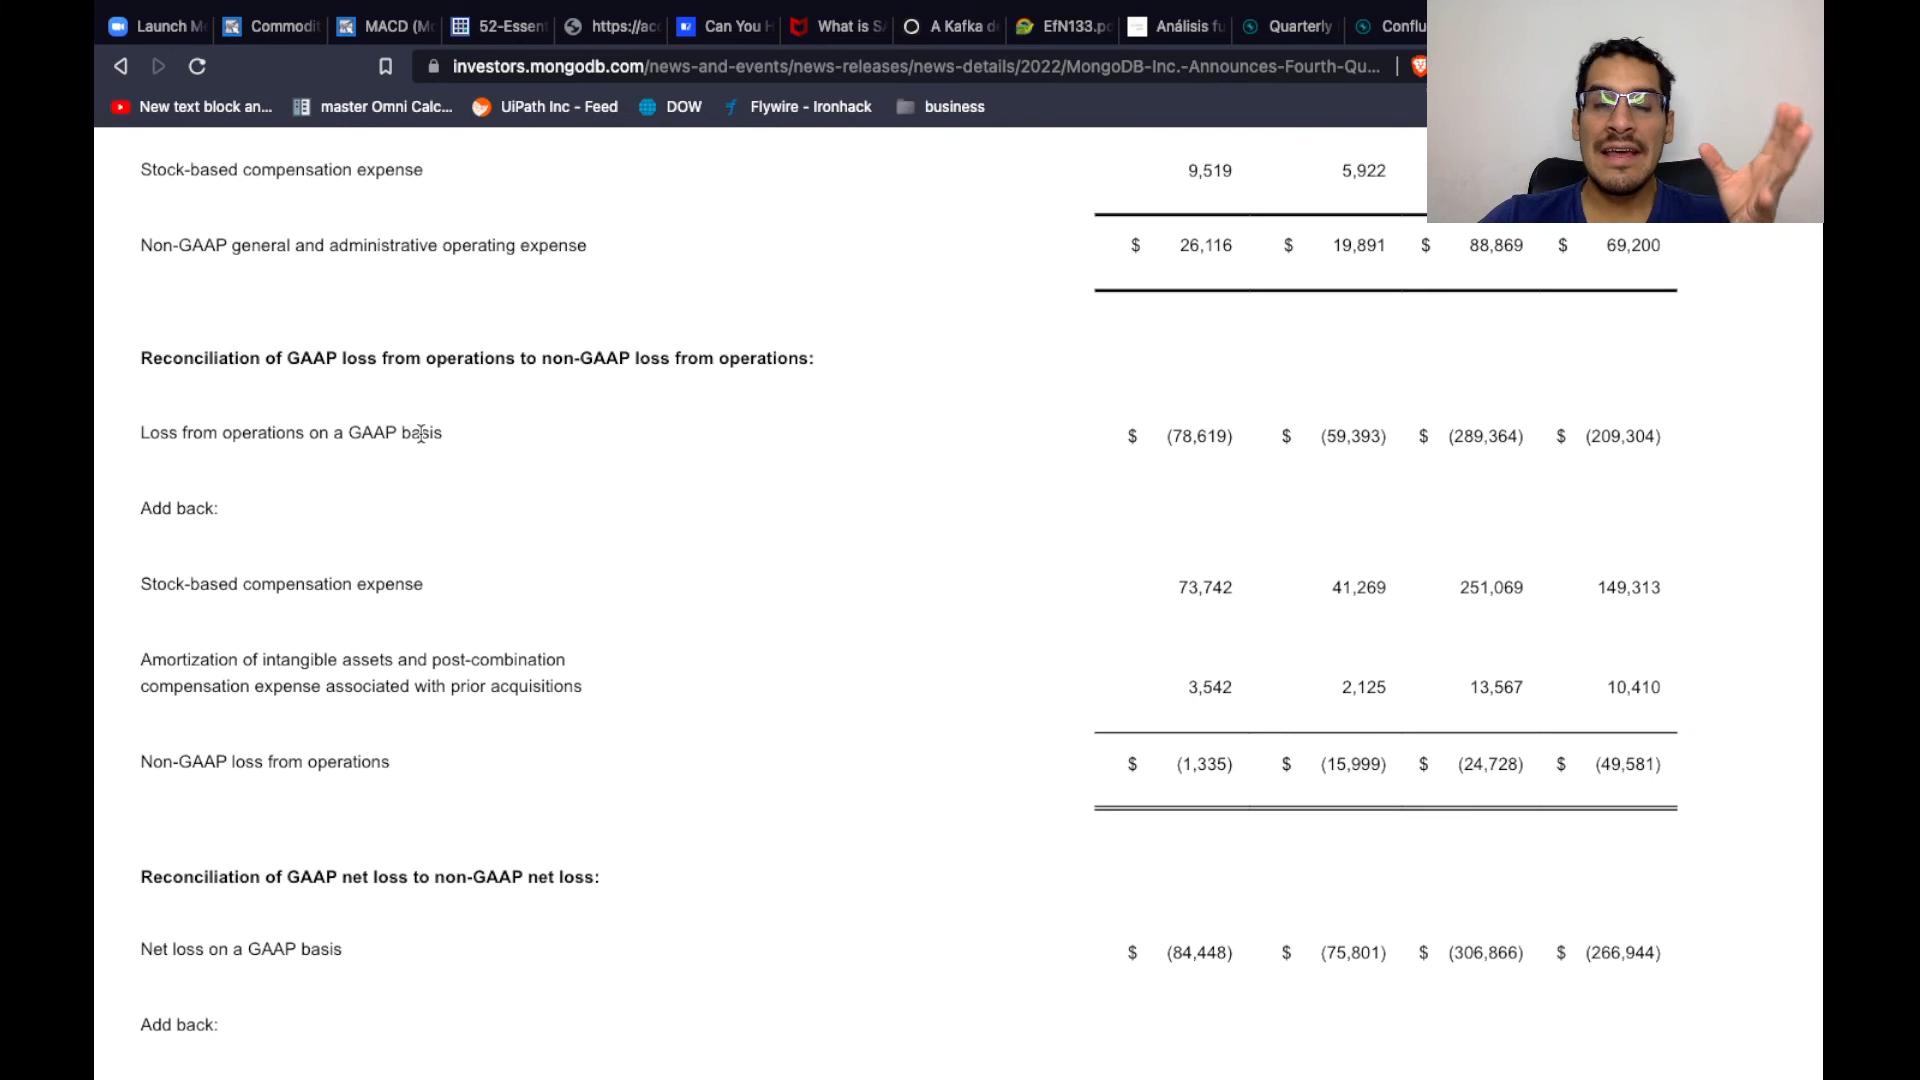 Launch M
Commodit
MACD (Mo
52-Essent
https://acc
Can You H
What is SA
A Kafka de
EfN133.pd
Análisis fu
Quarterly
Conflu
investors.mongodb.com/news-and-events/news-releases/news-details/2022/MongoDB-Inc.-Announces-Fourth-Qu...
New text block an...
master Omni Calc...
UiPath Inc - Feed
DOW
Flywire - Ironhack
business
Stock-based compensation expense 9,519 5,922
Non-GAAP general and administrative operating expense $ 26,116 $ 19,891 $ 88,869 $ 69,200
Reconciliation of GAAP loss from operations to non-GAAP loss from operations:
Loss from operations on a GAAP basis $ (78,619) $ (59,393) $ (289,364) $ (209,304)
Add back:
Stock-based compensation expense 73,742 41,269 251,069 149,313
Amortization of intangible assets and post-combination
compensation expense associated with prior acquisitions 3,542 2,125 13,567 10,410
Non-GAAP loss from operations $ (1,335) $ (15,999) $ (24,728) $ (49,581)
Reconciliation of GAAP net loss to non-GAAP net loss:
Net loss on a GAAP basis $ (84,448) $ (75,801) $ (306,866) $ (266,944)
Add back: